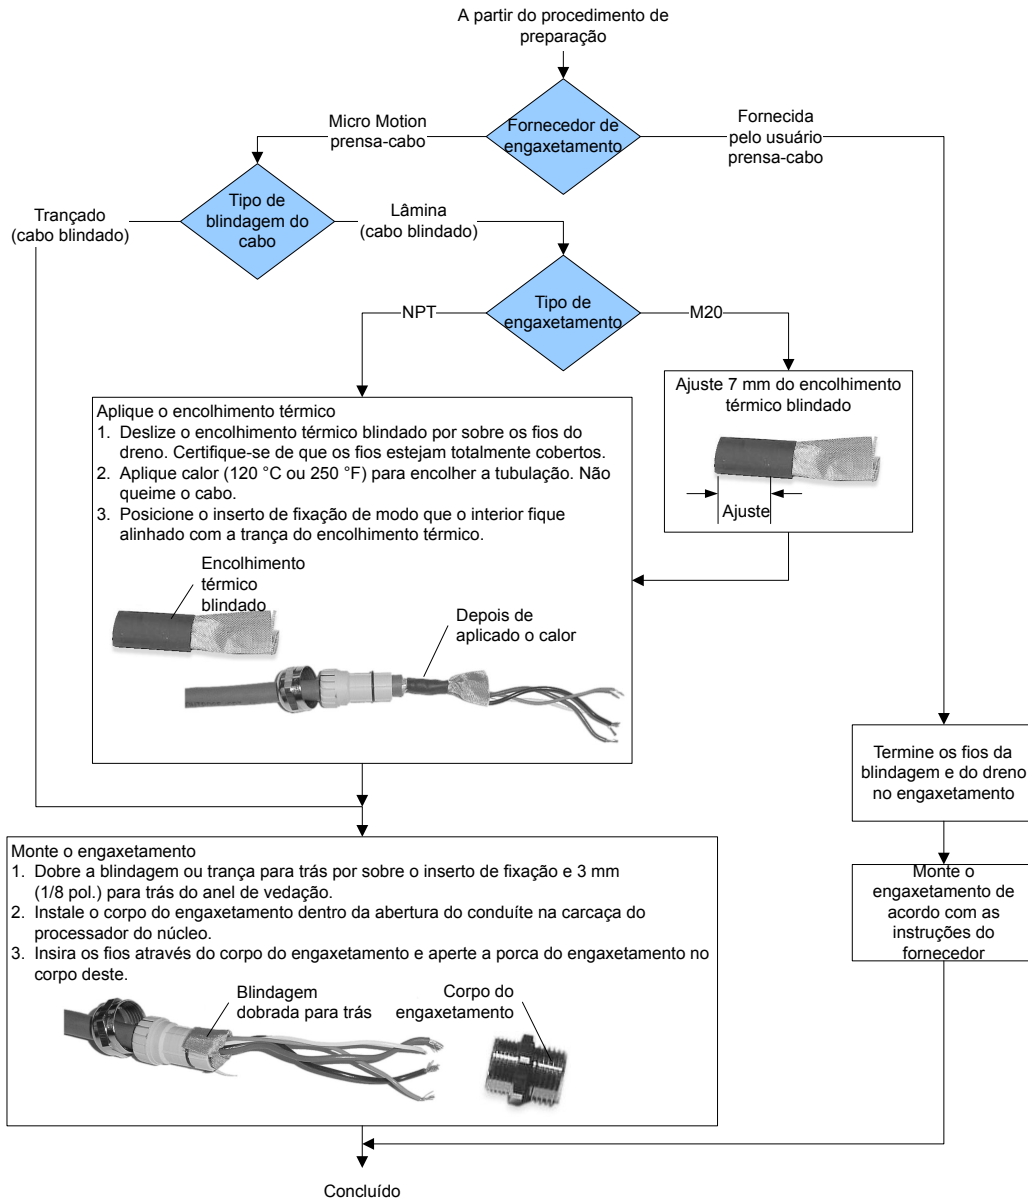 A partir do procedimento de
preparação
Fornecedor de
engaxetamento
Micro Motion
prensa-cabo
Fornecida
pelo usuário
prensa-cabo
Tipo de
blindagem do
cabo
Trançado
(cabo blindado)
Lâmina
(cabo blindado)
Tipo de
engaxetamento
NPT
M20
Ajuste 7 mm do encolhimento
térmico blindado
Ajuste
Aplique o encolhimento térmico
1. Deslize o encolhimento térmico blindado por sobre os fios do
dreno. Certifique-se de que os fios estejam totalmente cobertos.
2. Aplique calor (120 °C ou 250 °F) para encolher a tubulação. Não
queime o cabo.
3. Posicione o inserto de fixação de modo que o interior fique
alinhado com a trança do encolhimento térmico.
Encolhimento
térmico
blindado
Depois de
aplicado o calor
Termine os fios da
blindagem e do dreno
no engaxetamento
Monte o
engaxetamento de
acordo com as
instruções do
fornecedor
Monte o engaxetamento
1. Dobre a blindagem ou trança para trás por sobre o inserto de fixação e 3 mm
(1/8 pol.) para trás do anel de vedação.
2. Instale o corpo do engaxetamento dentro da abertura do conduíte na carcaça do
processador do núcleo.
3. Insira os fios através do corpo do engaxetamento e aperte a porca do engaxetamento no
corpo deste.
Blindagem
dobrada para trás
Corpo do
engaxetamento
Concluído